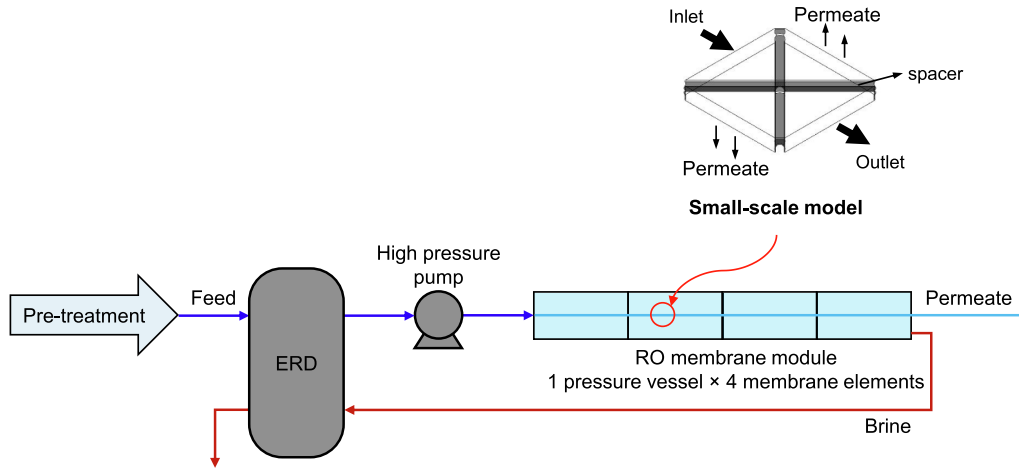 Inlet
Permeate
spacer
Permeate
Outlet
Small-scale model
High pressure
pump
Pre-treatment
Feed
ERD
Permeate
RO membrane module
1 pressure vessel × 4 membrane elements
Brine